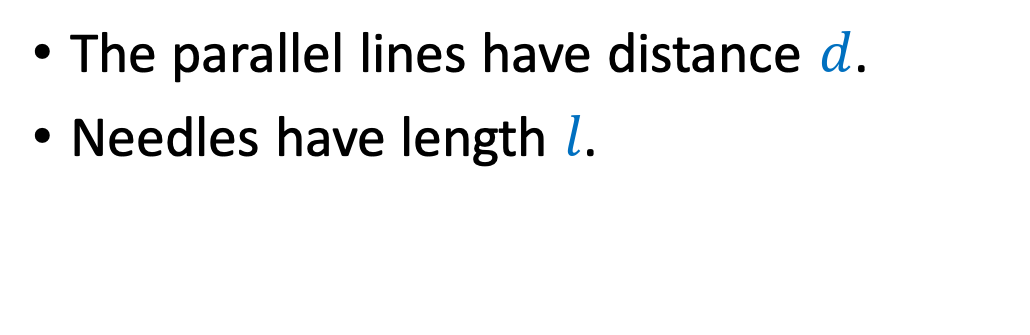 • The parallel lines have distance d.
• Needles have length l.